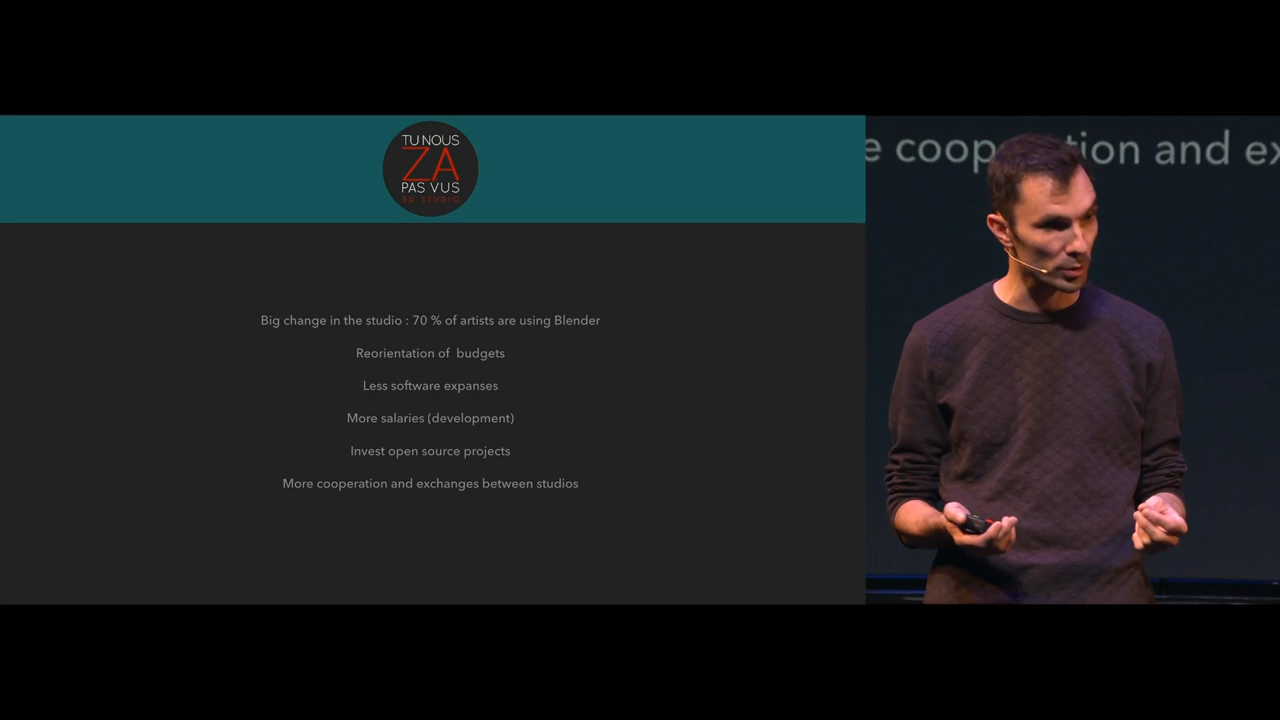 TU NOUS
ZA
PAS VUS
3D STUDIO
Big change in the studio : 70 % of artists are using Blender
Reorientation of  budgets
Less software expanses
More salaries (development)
Invest open source projects
More cooperation and exchanges between studios
e coop tion and ex